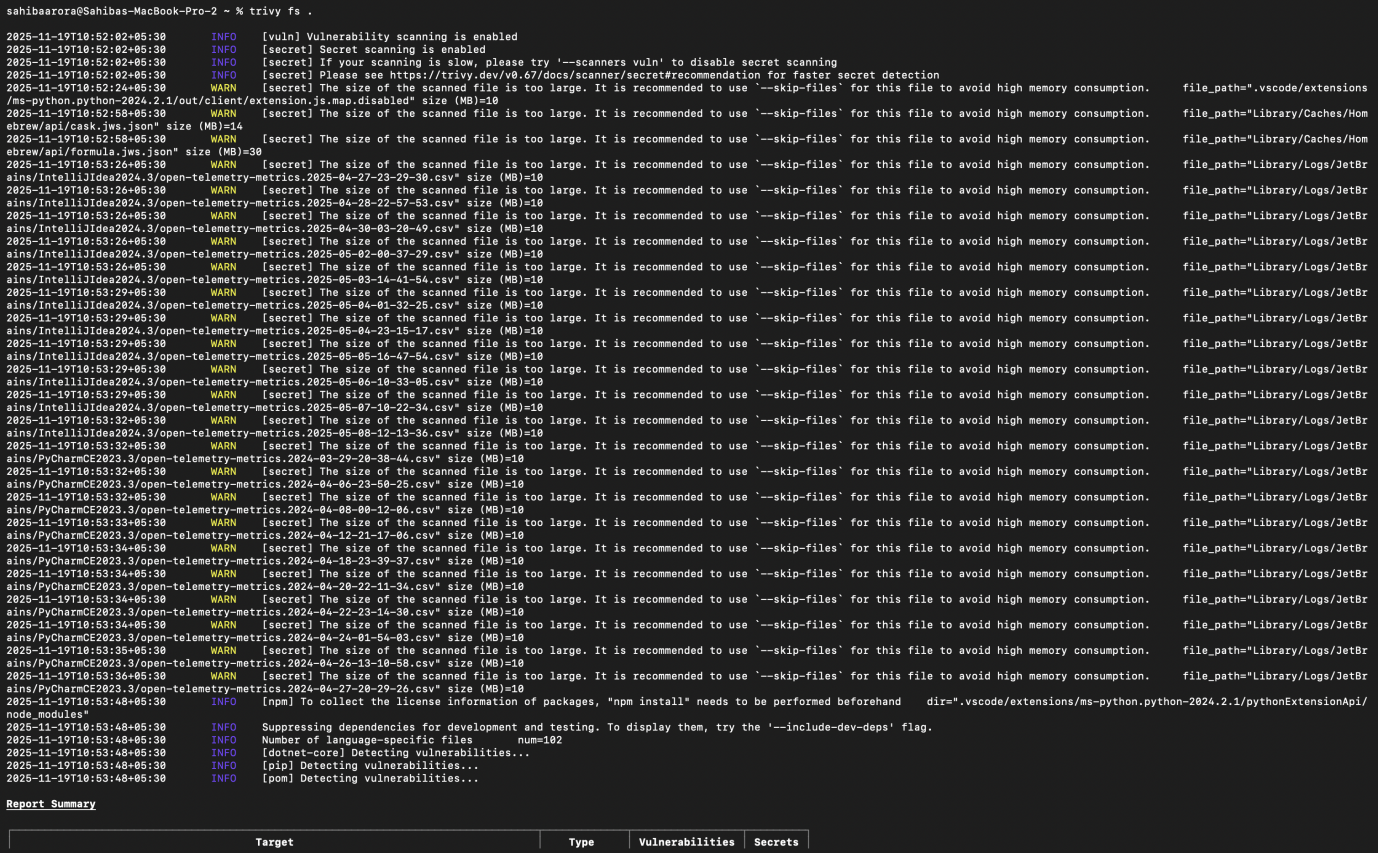 sahibaarora@Sahibas-MacBook-Pro-2 ~ % trivy fs .
2025-11-19T10:52:02+05:30 INFO [vuln] Vulnerability scanning is enabled
2025-11-19T10:52:02+05:30 INFO [secret] Secret scanning is enabled
2025-11-19T10:52:02+05:30 INFO [secret] If your scanning is slow, please try '--scanners vuln' to disable secret scanning
2025-11-19T10:52:02+05:30 INFO [secret] Please see https://trivy.dev/v0.67/docs/scanner/secret#recommendation for faster secret detection
2025-11-19T10:52:24+05:30 WARN [secret] The size of the scanned file is too large. It is recommended to use `--skip-files` for this file to avoid high memory consumption. file_path=".vscode/extensions
/ms-python.python-2024.2.1/out/client/extension.js.map.disabled" size (MB)=10
2025-11-19T10:52:58+05:30 WARN [secret] The size of the scanned file is too large. It is recommended to use `--skip-files` for this file to avoid high memory consumption. file_path="Library/Caches/Hom
ebrew/api/cask.jws.json" size (MB)=14
2025-11-19T10:52:58+05:30 WARN [secret] The size of the scanned file is too large. It is recommended to use `--skip-files` for this file to avoid high memory consumption. file_path="Library/Caches/Hom
ebrew/api/formula.jws.json" size (MB)=30
2025-11-19T10:53:26+05:30 WARN [secret] The size of the scanned file is too large. It is recommended to use `--skip-files` for this file to avoid high memory consumption. file_path="Library/Logs/JetBr
ains/IntelliJIdea2024.3/open-telemetry-metrics.2025-04-27-23-29-30.csv" size (MB)=10
2025-11-19T10:53:26+05:30 WARN [secret] The size of the scanned file is too large. It is recommended to use `--skip-files` for this file to avoid high memory consumption. file_path="Library/Logs/JetBr
ains/IntelliJIdea2024.3/open-telemetry-metrics.2025-04-28-22-57-53.csv" size (MB)=10
2025-11-19T10:53:26+05:30 WARN [secret] The size of the scanned file is too large. It is recommended to use `--skip-files` for this file to avoid high memory consumption. file_path="Library/Logs/JetBr
ains/IntelliJIdea2024.3/open-telemetry-metrics.2025-04-30-03-20-49.csv" size (MB)=10
2025-11-19T10:53:26+05:30 WARN [secret] The size of the scanned file is too large. It is recommended to use `--skip-files` for this file to avoid high memory consumption. file_path="Library/Logs/JetBr
ains/IntelliJIdea2024.3/open-telemetry-metrics.2025-05-02-00-37-29.csv" size (MB)=10
2025-11-19T10:53:26+05:30 WARN [secret] The size of the scanned file is too large. It is recommended to use `--skip-files` for this file to avoid high memory consumption. file_path="Library/Logs/JetBr
ains/IntelliJIdea2024.3/open-telemetry-metrics.2025-05-03-14-41-54.csv" size (MB)=10
2025-11-19T10:53:29+05:30 WARN [secret] The size of the scanned file is too large. It is recommended to use `--skip-files` for this file to avoid high memory consumption. file_path="Library/Logs/JetBr
ains/IntelliJIdea2024.3/open-telemetry-metrics.2025-05-04-01-32-25.csv" size (MB)=10
2025-11-19T10:53:29+05:30 WARN [secret] The size of the scanned file is too large. It is recommended to use `--skip-files` for this file to avoid high memory consumption. file_path="Library/Logs/JetBr
ains/IntelliJIdea2024.3/open-telemetry-metrics.2025-05-04-23-15-17.csv" size (MB)=10
2025-11-19T10:53:29+05:30 WARN [secret] The size of the scanned file is too large. It is recommended to use `--skip-files` for this file to avoid high memory consumption. file_path="Library/Logs/JetBr
ains/IntelliJIdea2024.3/open-telemetry-metrics.2025-05-05-16-47-54.csv" size (MB)=10
2025-11-19T10:53:29+05:30 WARN [secret] The size of the scanned file is too large. It is recommended to use `--skip-files` for this file to avoid high memory consumption. file_path="Library/Logs/JetBr
ains/IntelliJIdea2024.3/open-telemetry-metrics.2025-05-06-10-33-05.csv" size (MB)=10
2025-11-19T10:53:29+05:30 WARN [secret] The size of the scanned file is too large. It is recommended to use `--skip-files` for this file to avoid high memory consumption. file_path="Library/Logs/JetBr
ains/IntelliJIdea2024.3/open-telemetry-metrics.2025-05-07-10-22-34.csv" size (MB)=10
2025-11-19T10:53:32+05:30 WARN [secret] The size of the scanned file is too large. It is recommended to use `--skip-files` for this file to avoid high memory consumption. file_path="Library/Logs/JetBr
ains/IntelliJIdea2024.3/open-telemetry-metrics.2025-05-08-12-13-36.csv" size (MB)=10
2025-11-19T10:53:32+05:30 WARN [secret] The size of the scanned file is too large. It is recommended to use `--skip-files` for this file to avoid high memory consumption. file_path="Library/Logs/JetBr
ains/PyCharmCE2023.3/open-telemetry-metrics.2024-03-29-20-38-44.csv" size (MB)=10
2025-11-19T10:53:32+05:30 WARN [secret] The size of the scanned file is too large. It is recommended to use `--skip-files` for this file to avoid high memory consumption. file_path="Library/Logs/JetBr
ains/PyCharmCE2023.3/open-telemetry-metrics.2024-04-06-23-50-25.csv" size (MB)=10
2025-11-19T10:53:32+05:30 WARN [secret] The size of the scanned file is too large. It is recommended to use `--skip-files` for this file to avoid high memory consumption. file_path="Library/Logs/JetBr
ains/PyCharmCE2023.3/open-telemetry-metrics.2024-04-08-00-12-06.csv" size (MB)=10
2025-11-19T10:53:33+05:30 WARN [secret] The size of the scanned file is too large. It is recommended to use `--skip-files` for this file to avoid high memory consumption. file_path="Library/Logs/JetBr
ains/PyCharmCE2023.3/open-telemetry-metrics.2024-04-12-21-17-06.csv" size (MB)=10
2025-11-19T10:53:34+05:30 WARN [secret] The size of the scanned file is too large. It is recommended to use `--skip-files` for this file to avoid high memory consumption. file_path="Library/Logs/JetBr
ains/PyCharmCE2023.3/open-telemetry-metrics.2024-04-18-23-39-37.csv" size (MB)=10
2025-11-19T10:53:34+05:30 WARN [secret] The size of the scanned file is too large. It is recommended to use `--skip-files` for this file to avoid high memory consumption. file_path="Library/Logs/JetBr
ains/PyCharmCE2023.3/open-telemetry-metrics.2024-04-20-22-11-34.csv" size (MB)=10
2025-11-19T10:53:34+05:30 WARN [secret] The size of the scanned file is too large. It is recommended to use `--skip-files` for this file to avoid high memory consumption. file_path="Library/Logs/JetBr
ains/PyCharmCE2023.3/open-telemetry-metrics.2024-04-22-23-14-30.csv" size (MB)=10
2025-11-19T10:53:34+05:30 WARN [secret] The size of the scanned file is too large. It is recommended to use `--skip-files` for this file to avoid high memory consumption. file_path="Library/Logs/JetBr
ains/PyCharmCE2023.3/open-telemetry-metrics.2024-04-24-01-54-03.csv" size (MB)=10
2025-11-19T10:53:35+05:30 WARN [secret] The size of the scanned file is too large. It is recommended to use `--skip-files` for this file to avoid high memory consumption. file_path="Library/Logs/JetBr
ains/PyCharmCE2023.3/open-telemetry-metrics.2024-04-26-13-10-58.csv" size (MB)=10
2025-11-19T10:53:36+05:30 WARN [secret] The size of the scanned file is too large. It is recommended to use `--skip-files` for this file to avoid high memory consumption. file_path="Library/Logs/JetBr
ains/PyCharmCE2023.3/open-telemetry-metrics.2024-04-27-20-29-26.csv" size (MB)=10
2025-11-19T10:53:48+05:30 INFO [npm] To collect the license information of packages, "npm install" needs to be performed beforehand dir=".vscode/extensions/ms-python.python-2024.2.1/pythonExtensionApi/
node_modules"
2025-11-19T10:53:48+05:30 INFO Suppressing dependencies for development and testing. To display them, try the '--include-dev-deps' flag.
2025-11-19T10:53:48+05:30 INFO Number of language-specific files num=102
2025-11-19T10:53:48+05:30 INFO [dotnet-core] Detecting vulnerabilities...
2025-11-19T10:53:48+05:30 INFO [pip] Detecting vulnerabilities...
2025-11-19T10:53:48+05:30 INFO [pom] Detecting vulnerabilities...
Report Summary
Target Type Vulnerabilities Secrets